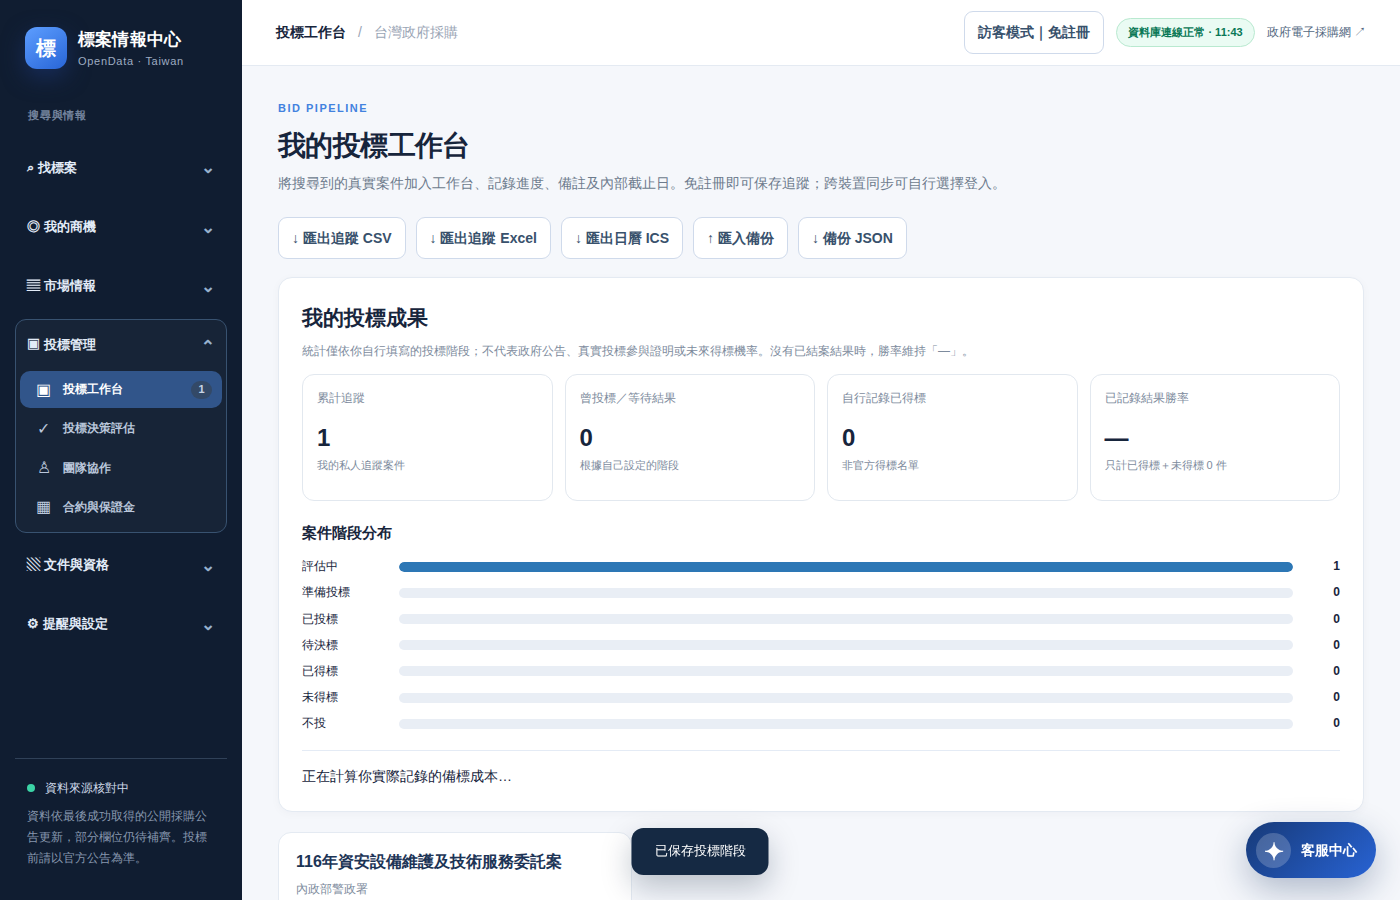 標
標案情報中心
OpenData · Taiwan
搜尋與情報
⌕ 找標案
◎ 我的商機
▤ 市場情報
▣ 投標管理
▣ 投標工作台 1
✓ 投標決策評估
♙ 團隊協作
▦ 合約與保證金
▧ 文件與資格
⚙ 提醒與設定
資料來源核對中
資料依最後成功取得的公開採購公
告更新，部分欄位仍待補齊。投標
前請以官方公告為準。
投標工作台 / 台灣政府採購
訪客模式｜免註冊
資料庫連線正常 · 11:43
政府電子採購網 ↗
BID PIPELINE
我的投標工作台
將搜尋到的真實案件加入工作台、記錄進度、備註及內部截止日。免註冊即可保存追蹤；跨裝置同步可自行選擇登入。
↓ 匯出追蹤 CSV
↓ 匯出追蹤 Excel
↓ 匯出日曆 ICS
↑ 匯入備份
↓ 備份 JSON
我的投標成果
統計僅依你自行填寫的投標階段；不代表政府公告、真實投標參與證明或未來得標機率。沒有已結案結果時，勝率維持「—」。
累計追蹤
1
我的私人追蹤案件
曾投標／等待結果
0
根據自己設定的階段
自行記錄已得標
0
非官方得標名單
已記錄結果勝率
—
只計已得標＋未得標 0 件
案件階段分布
評估中 1
準備投標 0
已投標 0
待決標 0
已得標 0
未得標 0
不投 0
正在計算你實際記錄的備標成本…
116年資安設備維護及技術服務委託案
內政部警政署
已保存投標階段
客服中心